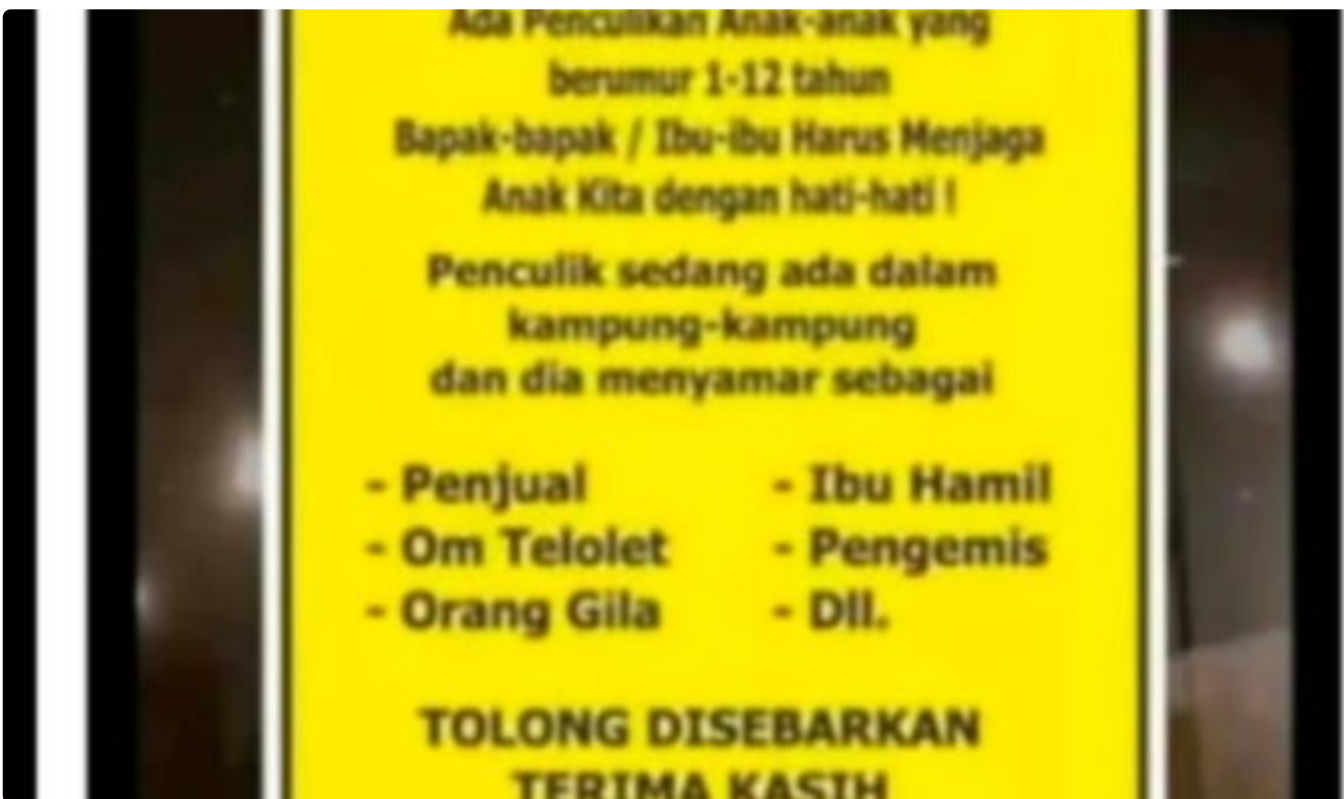 Ada Penculikan Anak-anak yang
berumur 1-12 tahun
Bapak-bapak / Ibu-ibu Harus Menjaga
Anak Kita dengan hati-hati !
Penculik sedang ada dalam
kampung-kampung
dan dia menyamar sebagai
- Penjual - Ibu Hamil
- Om Telolet - Pengemis
- Orang Gila - Dll.
TOLONG DISEBARKAN
TERIMA KASIH